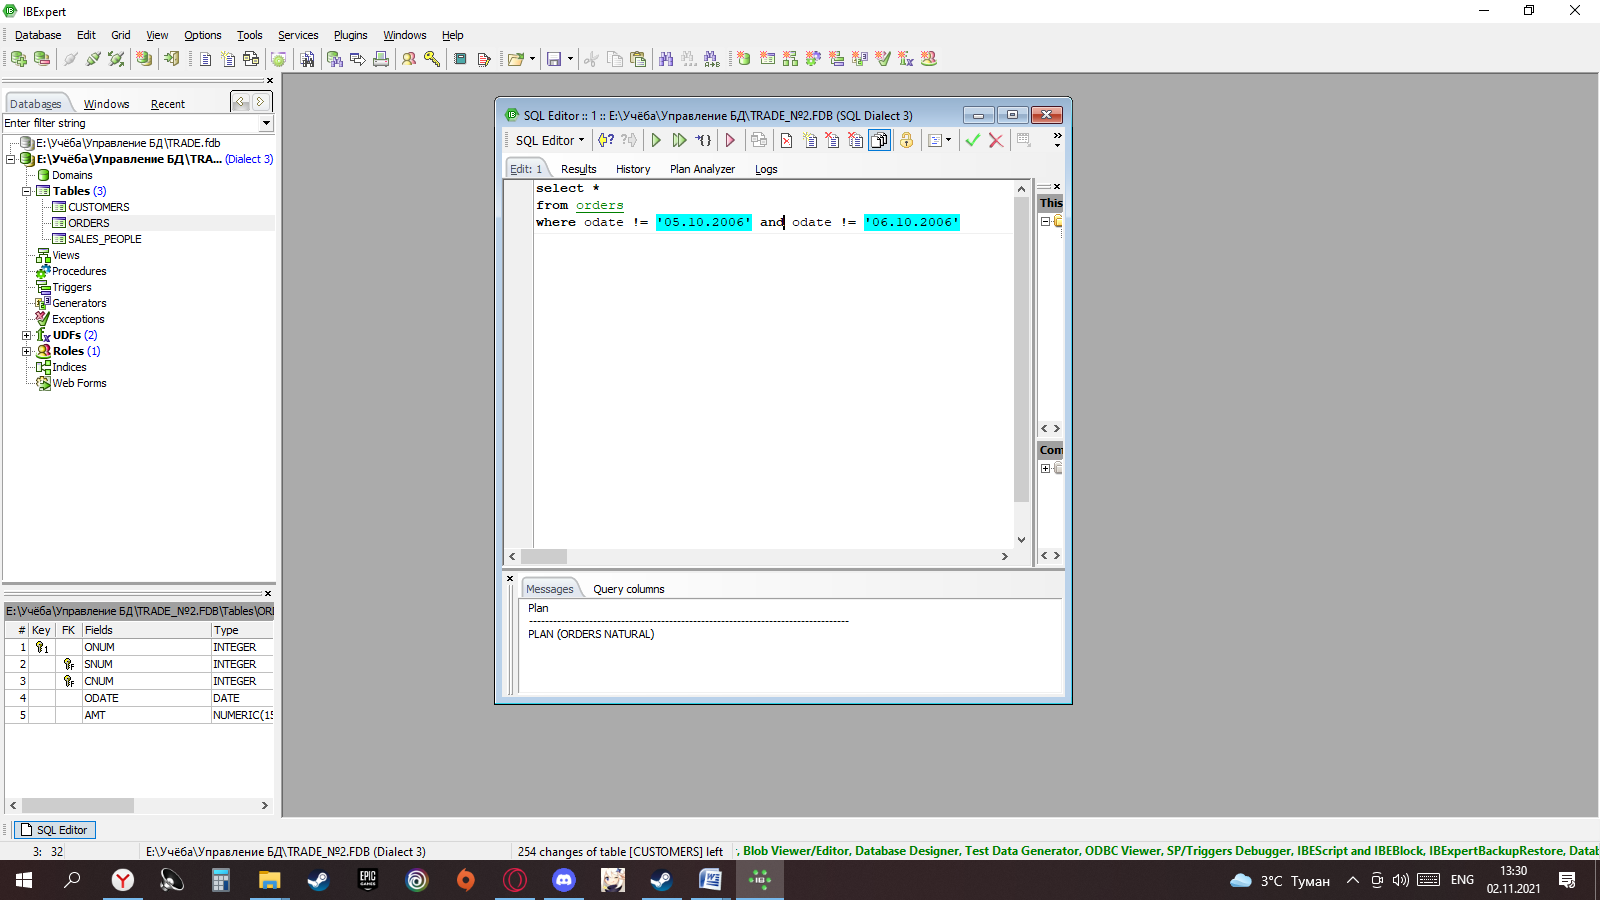 IBExpert
Database Edit Grid View Options Tools Services Plugins Windows Help
Databases Windows Recent
Enter filter string
E:\Учёба\Управление БД\TRADE.fdb
E:\Учёба\Управление БД\TRA... (Dialect 3)
Domains
Tables (3)
CUSTOMERS
ORDERS
SALES_PEOPLE
Views
Procedures
Triggers
Generators
Exceptions
UDFs (2)
Roles (1)
Indices
Web Forms
E:\Учёба\Управление БД\TRADE_№2.FDB\Tables\ORI
# Key FK Fields Type
1 1 ONUM INTEGER
2 F SNUM INTEGER
3 F CNUM INTEGER
4 ODATE DATE
5 AMT NUMERIC(15
SQL Editor :: 1 :: E:\Учёба\Управление БД\TRADE_№2.FDB (SQL Dialect 3)
SQL Editor
Edit: 1 Results History Plan Analyzer Logs
select *
from orders
where odate != '05.10.2006' and odate != '06.10.2006'
This
Com
Messages Query columns
Plan
--------------------------------------------------------------------------------
PLAN (ORDERS NATURAL)
SQL Editor
3: 32 E:\Учёба\Управление БД\TRADE_№2.FDB (Dialect 3) 254 changes of table [CUSTOMERS] left , Blob Viewer/Editor, Database Designer, Test Data Generator, ODBC Viewer, SP/Triggers Debugger, IBEScript and IBEBlock, IBExpertBackupRestore, Datab
EPIC GAMES
3°C Туман ENG 13:30
02.11.2021